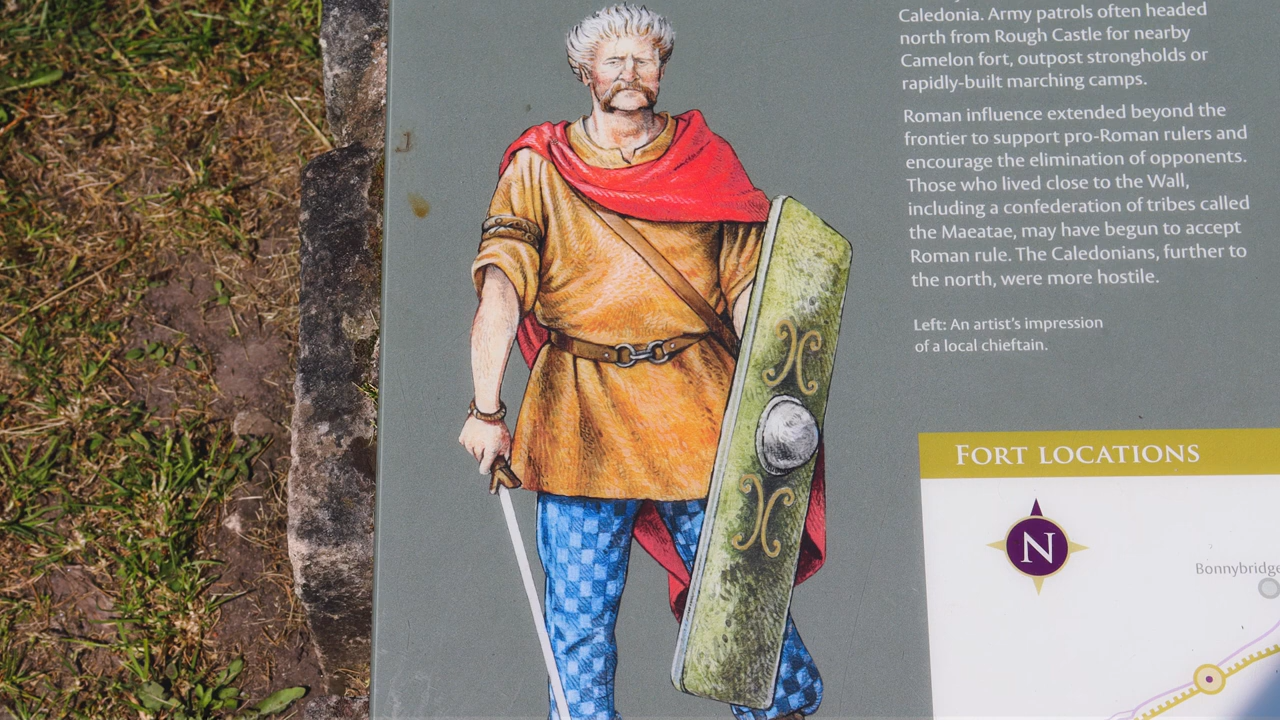 Caledonia. Army patrols often headed
north from Rough Castle for nearby
Camelon fort, outpost strongholds or
rapidly-built marching camps.
Roman influence extended beyond the
frontier to support pro-Roman rulers and
encourage the elimination of opponents.
Those who lived close to the Wall,
including a confederation of tribes called
the Maeatae, may have begun to accept
Roman rule. The Caledonians, further to
the north, were more hostile.
Left: An artist's impression
of a local chieftain.
FORT LOCATIONS
N
Bonnybridge